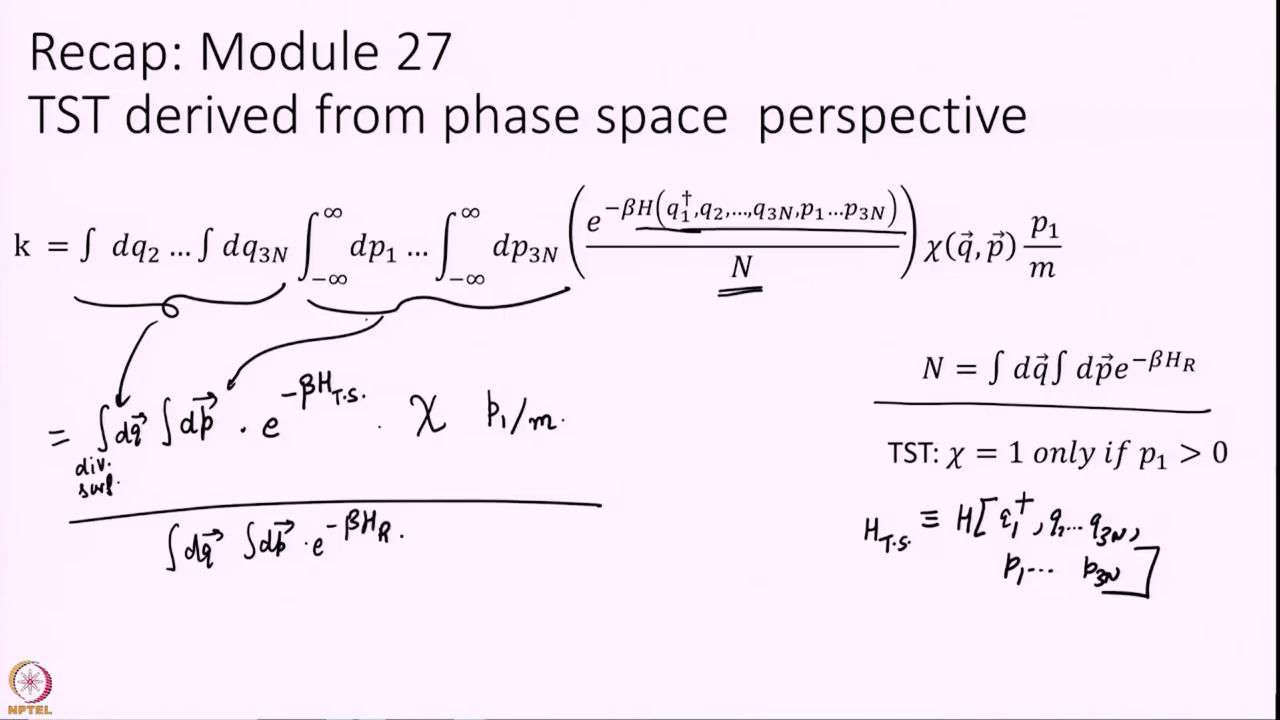 Recap: Module 27
TST derived from phase space perspective
k = ∫ dq₂ … ∫ dq₃N ∫_{-∞}^{∞} dp₁ … ∫_{-∞}^{∞} dp₃N ( e^{-βH(q₁†,q₂,…,q₃N,p₁…p₃N)} / N ) χ(q⃗,p⃗) p₁/m
N = ∫ dq⃗ ∫ dp⃗ e^{-βH_R}
= ∫ dq⃗ ∫ dp⃗ · e^{-βH_{T.S.}} . χ p₁/m.
div.
surf.
TST: χ = 1 only if p₁ > 0
∫ dq⃗ ∫ dp⃗ · e^{-βH_R}.
H_{T.S.} ≡ H[q₁†, q₂… q₃N,
p₁… p₃N]
NPTEL